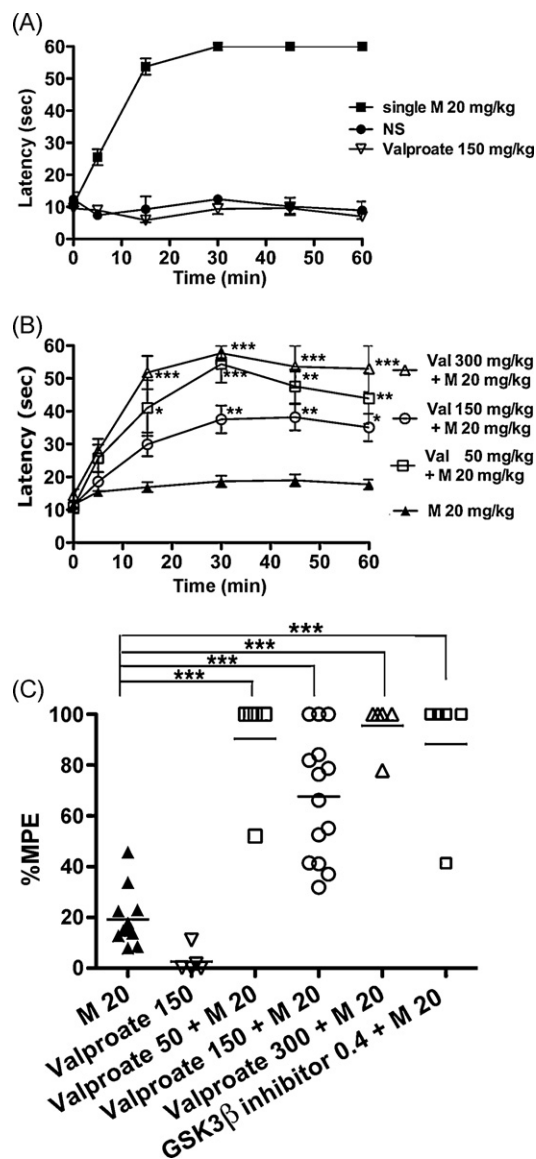 (A)
Latency (sec)
60
50
40
30
20
10
0
0 10 20 30 40 50 60
Time (min)
single M 20 mg/kg
NS
Valproate 150 mg/kg
(B)
Latency (sec)
60
50
40
30
20
10
0
0 10 20 30 40 50 60
Time (min)
*** *** *** ***
*** ** **
* ** ** *
Val 300 mg/kg
+ M 20 mg/kg
Val 150 mg/kg
+ M 20 mg/kg
Val 50 mg/kg
+ M 20 mg/kg
M 20 mg/kg
(C)
***
***
***
***
%MPE
100
80
60
40
20
0
M 20
Valproate 150
Valproate 50 + M 20
Valproate 150 + M 20
Valproate 300 + M 20
GSK3β inhibitor 0.4 + M 20